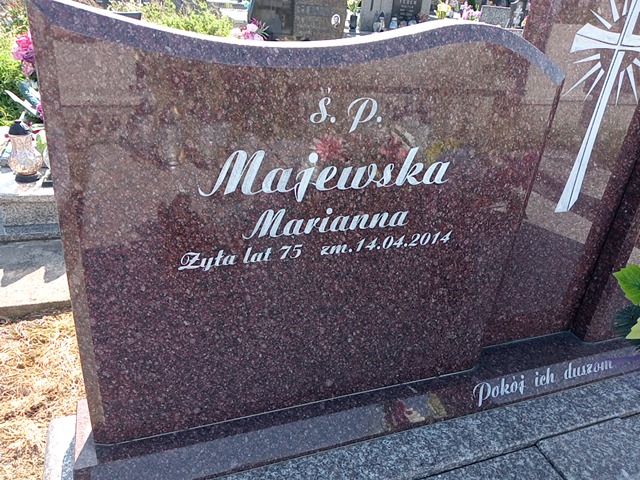 Ś. P.
Majewska
Marianna
Żyła lat 75 zm. 14.04.2014
Pokój ich duszom